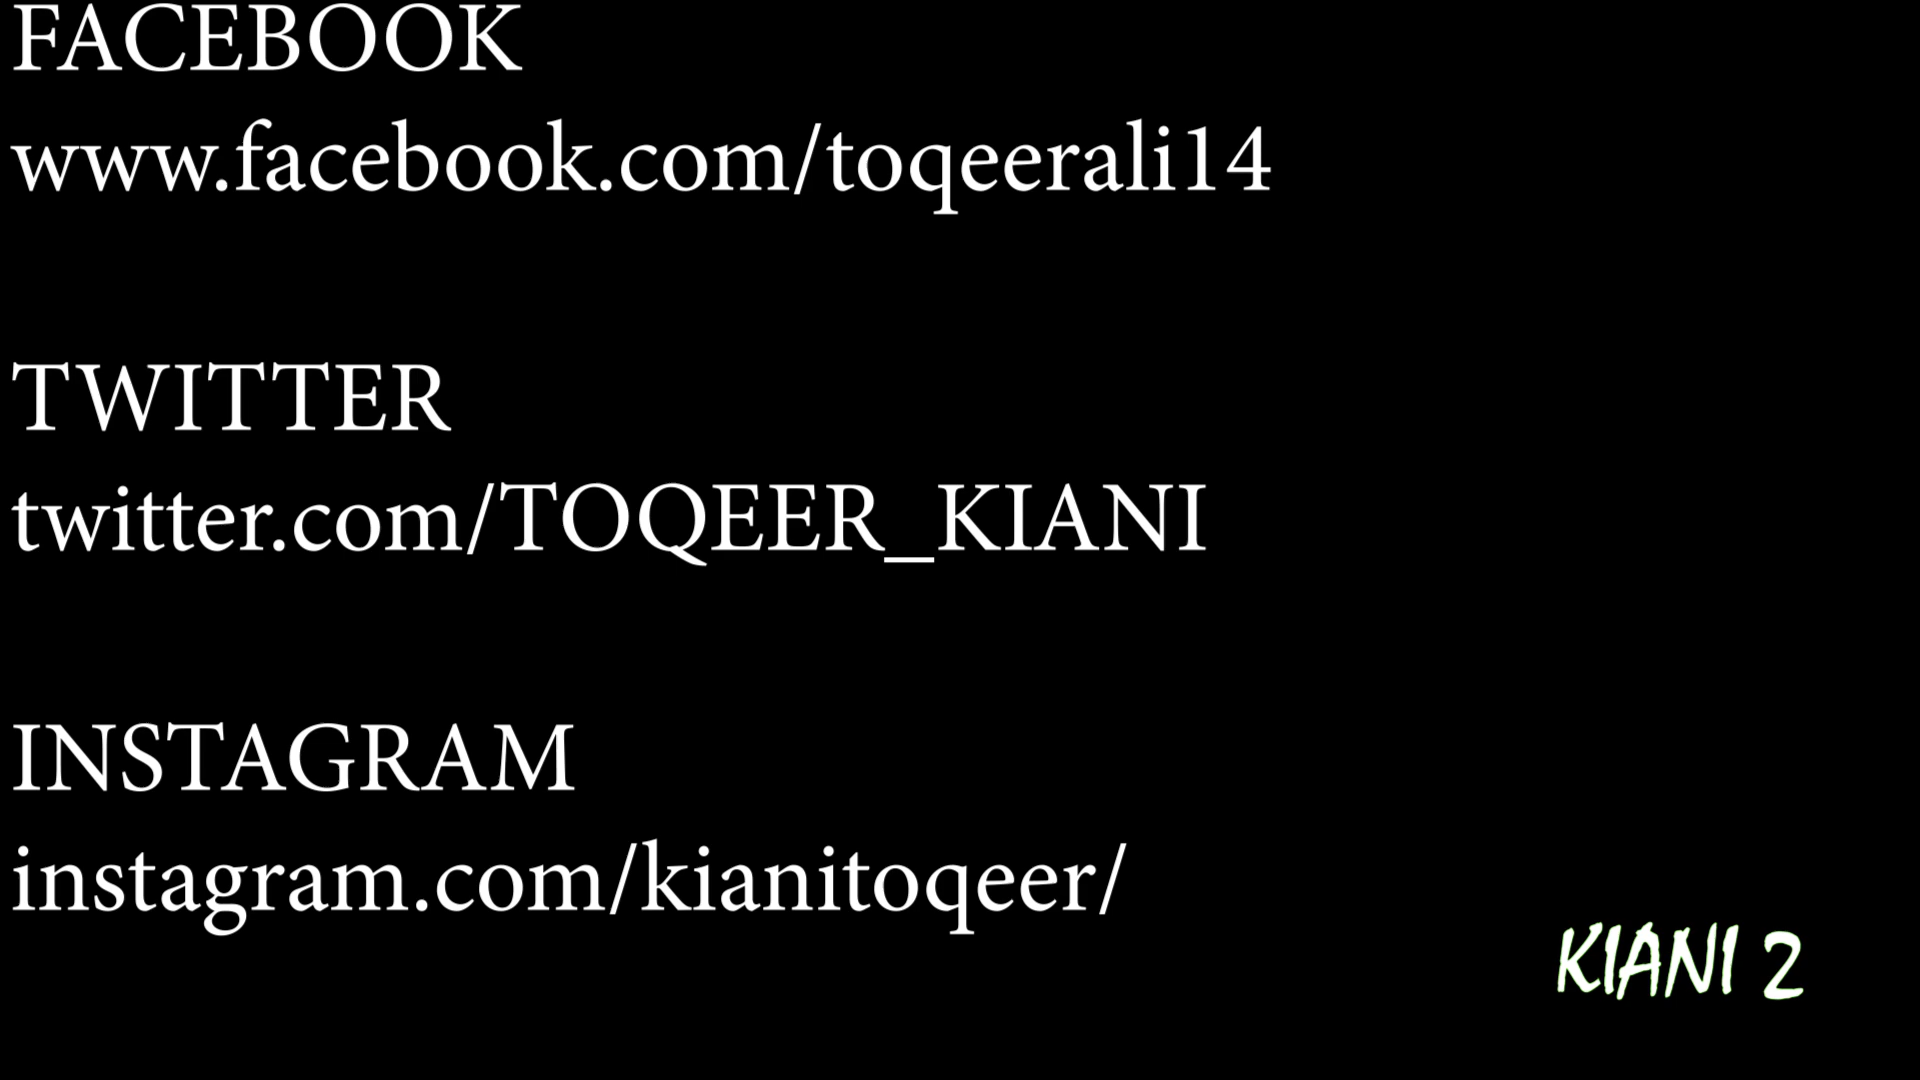 FACEBOOK
www.facebook.com/toqeerali14
TWITTER
twitter.com/TOQEER_KIANI
INSTAGRAM
instagram.com/kianitoqeer/
KIANI 2